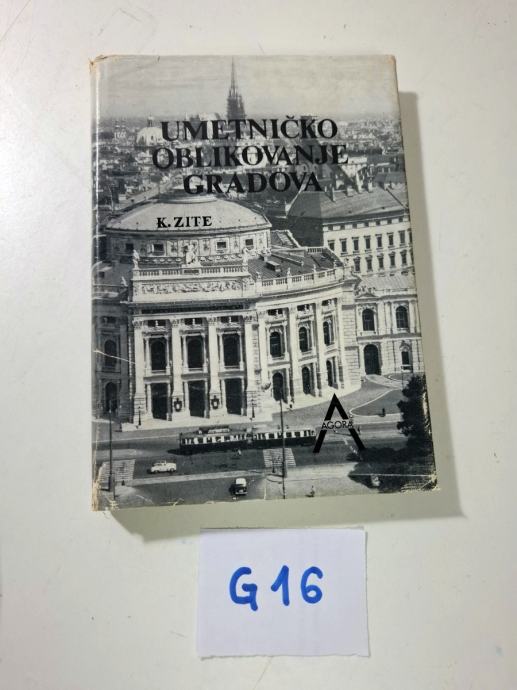 UMETNIČKO
OBLIKOVANJE
GRADOVA
K. ZITE
AGORA
G16